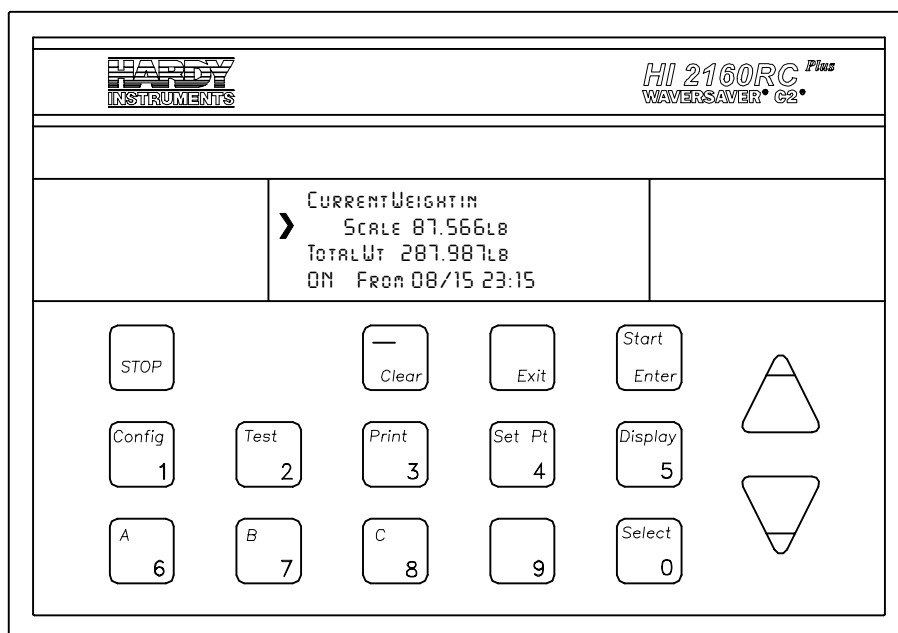 HARDY
INSTRUMENTS
HI 2160RC Plus
WAVERSAVER® C2®
CURRENTWEIGHTIN
SCALE 87.566LB
TOTALWT 287.987LB
ON FROM 08/15 23:15
STOP
— Clear
Exit
Start
Enter
Config 1
Test 2
Print 3
Set Pt 4
Display 5
A 6
B 7
C 8
9
Select 0